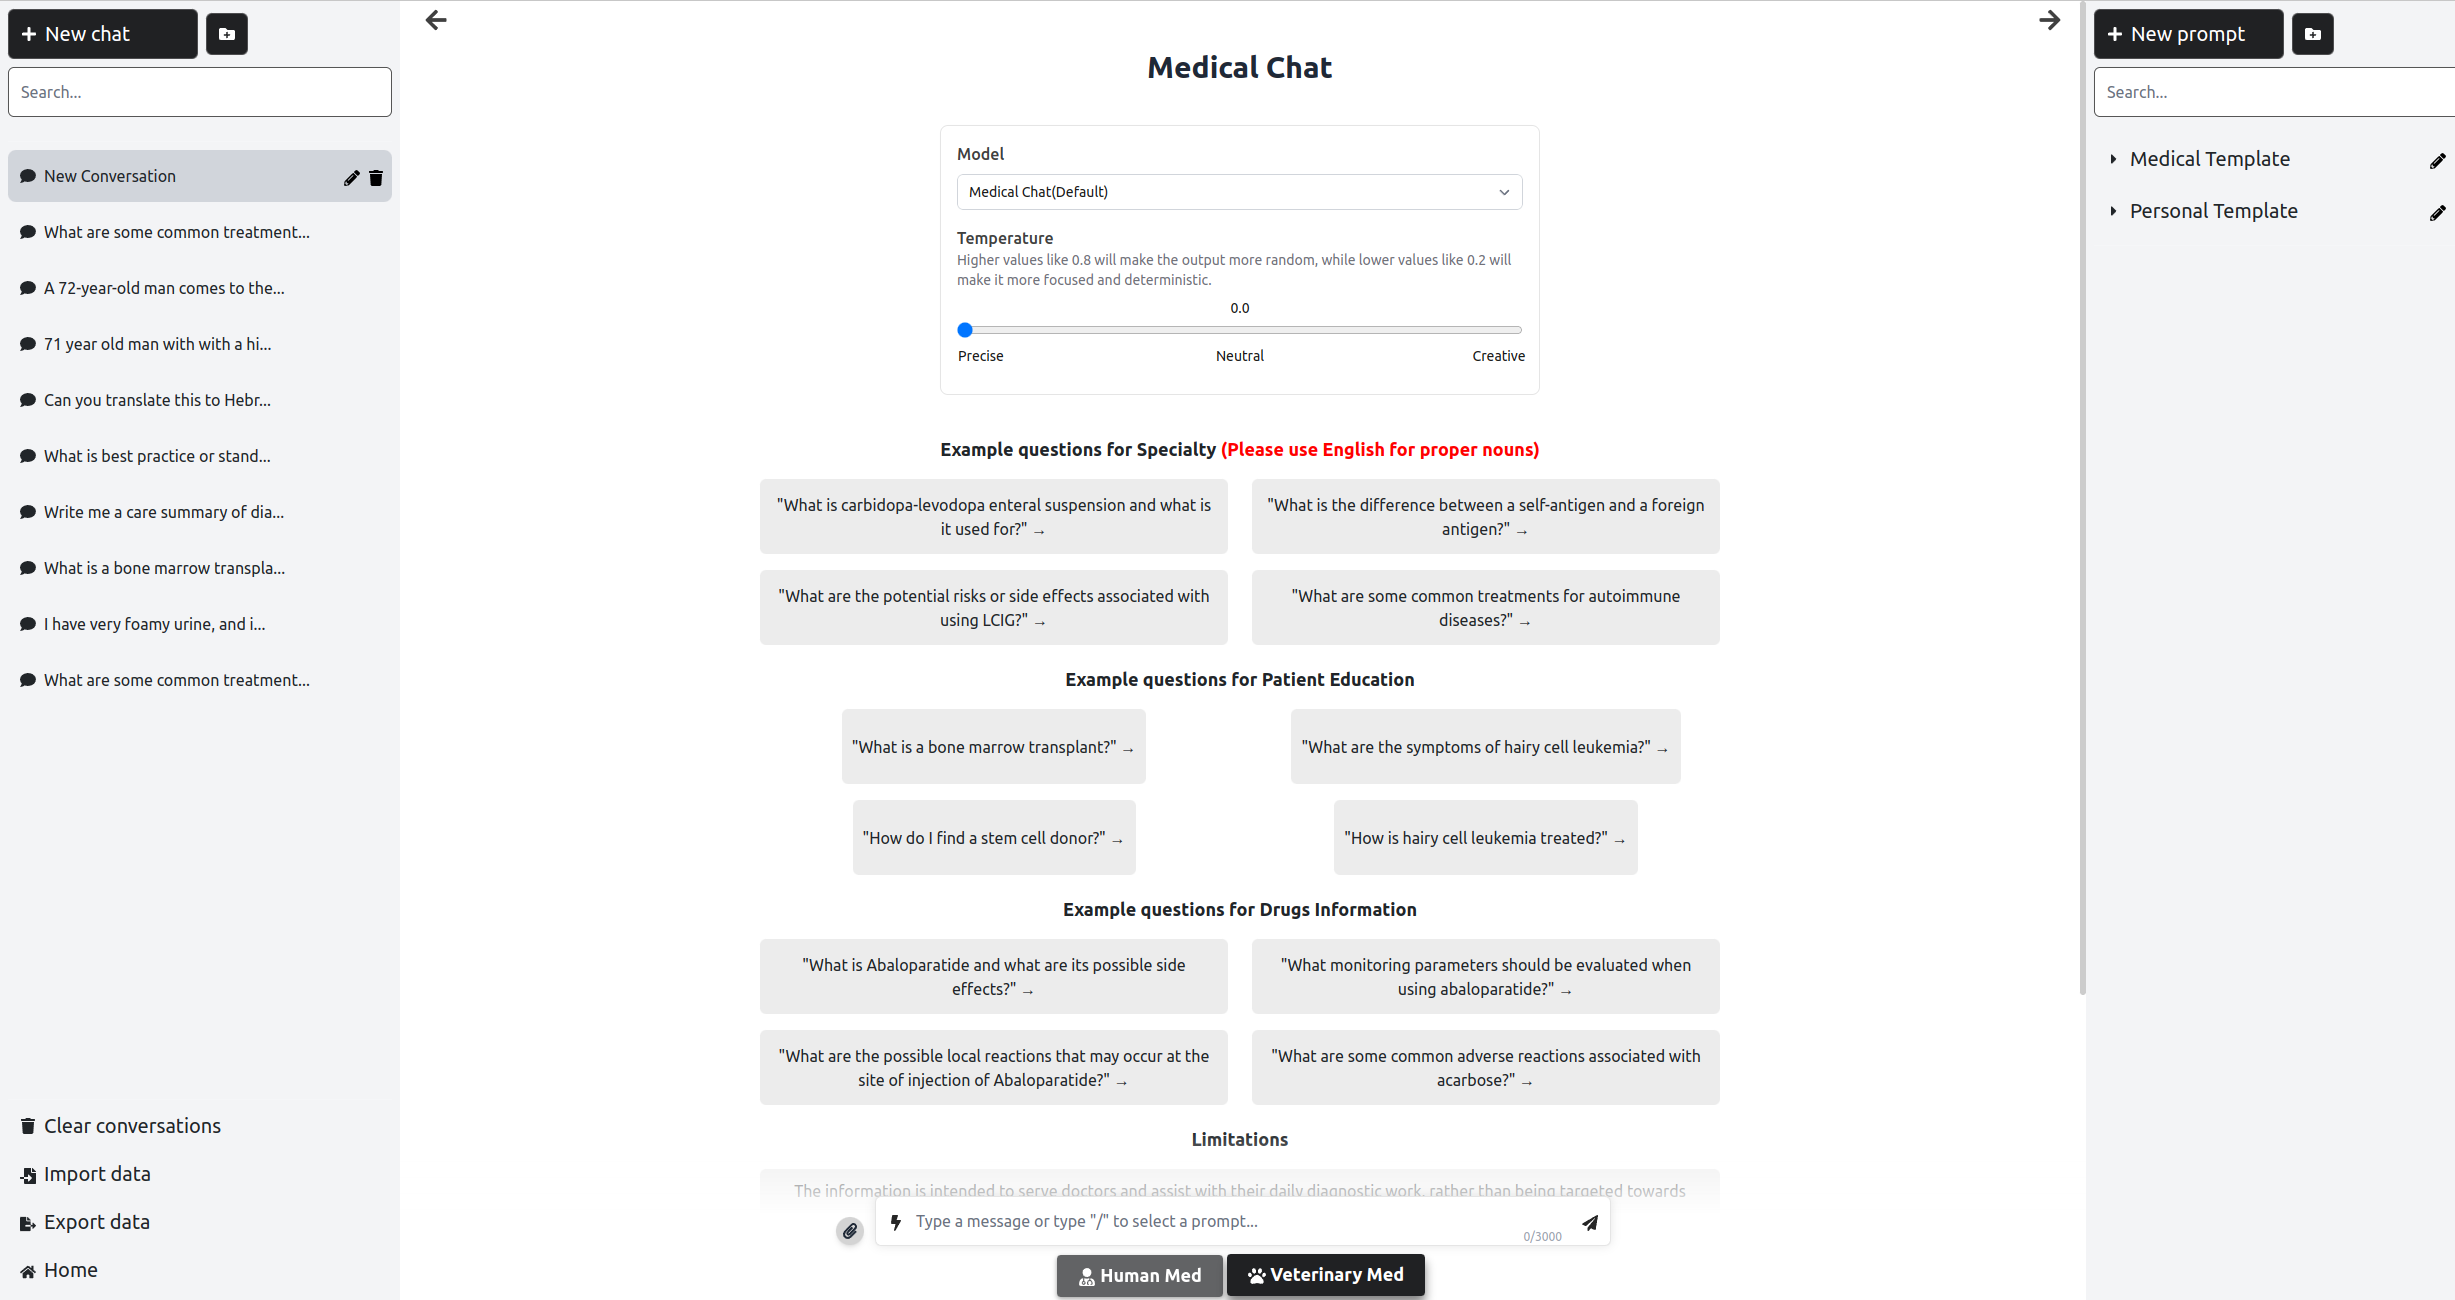 New chat
Search...
New Conversation
What are some common treatment...
A 72-year-old man comes to the...
71 year old man with with a hi...
Can you translate this to Hebr...
What is best practice or stand...
Write me a care summary of dia...
What is a bone marrow transpla...
I have very foamy urine, and i...
What are some common treatment...
Clear conversations
Import data
Export data
Home
Medical Chat
Model
Medical Chat(Default)
Temperature
Higher values like 0.8 will make the output more random, while lower values like 0.2 will
make it more focused and deterministic.
0.0
Precise Neutral Creative
Example questions for Specialty (Please use English for proper nouns)
"What is carbidopa-levodopa enteral suspension and what is
it used for?" →
"What is the difference between a self-antigen and a foreign
antigen?" →
"What are the potential risks or side effects associated with
using LCIG?" →
"What are some common treatments for autoimmune
diseases?" →
Example questions for Patient Education
"What is a bone marrow transplant?" →
"What are the symptoms of hairy cell leukemia?" →
"How do I find a stem cell donor?" →
"How is hairy cell leukemia treated?" →
Example questions for Drugs Information
"What is Abaloparatide and what are its possible side
effects?" →
"What monitoring parameters should be evaluated when
using abaloparatide?" →
"What are the possible local reactions that may occur at the
site of injection of Abaloparatide?" →
"What are some common adverse reactions associated with
acarbose?" →
Limitations
The information is intended to serve doctors and assist with their daily diagnostic work, rather than being targeted towards
Type a message or type "/" to select a prompt...
0/3000
Human Med
Veterinary Med
New prompt
Search...
Medical Template
Personal Template